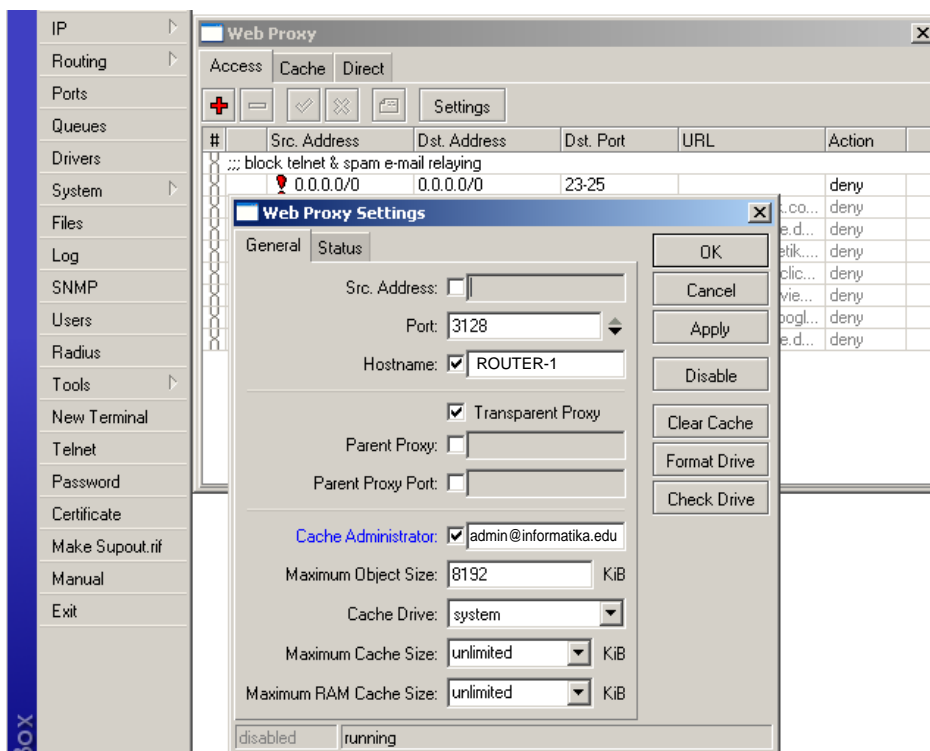 IP
Routing
Ports
Queues
Drivers
System
Files
Log
SNMP
Users
Radius
Tools
New Terminal
Telnet
Password
Certificate
Make Supout.rif
Manual
Exit
BOX
Web Proxy
Access Cache Direct
Settings
# Src. Address Dst. Address Dst. Port URL Action
;;; block telnet & spam e-mail relaying
0.0.0.0/0 0.0.0.0/0 23-25 deny
k.co... deny
e.d... deny
etik.... deny
clic... deny
vie... deny
oogl... deny
e.d... deny
Web Proxy Settings
General Status
Src. Address:
Port: 3128
Hostname: ROUTER-1
Transparent Proxy
Parent Proxy:
Parent Proxy Port:
Cache Administrator: admin@informatika.edu
Maximum Object Size: 8192 KiB
Cache Drive: system
Maximum Cache Size: unlimited KiB
Maximum RAM Cache Size: unlimited KiB
OK
Cancel
Apply
Disable
Clear Cache
Format Drive
Check Drive
disabled running